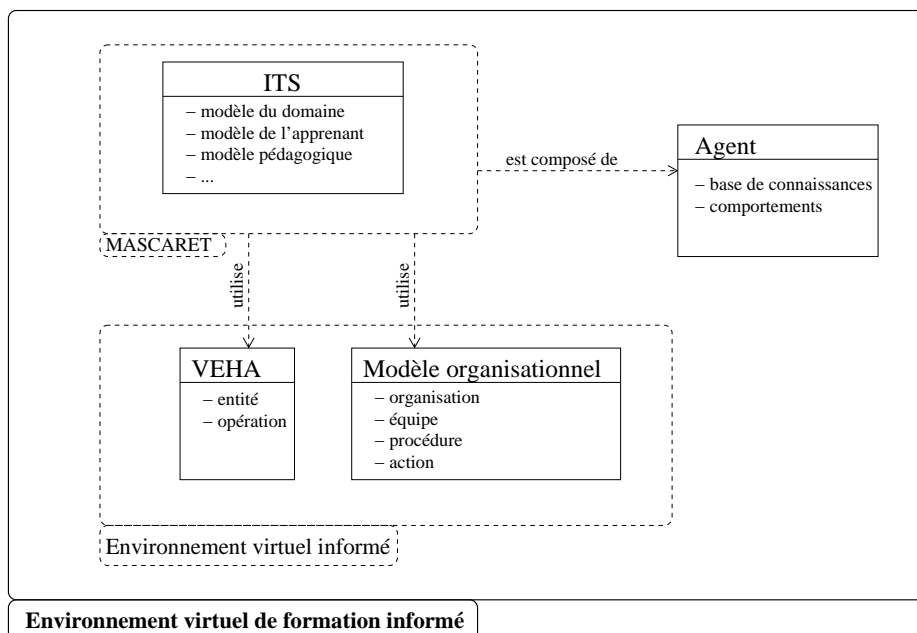 ITS
– modèle du domaine
– modèle de l’apprenant
– modèle pédagogique
– ...
MASCARET
est composé de
Agent
– base de connaissances
– comportements
utilise
utilise
VEHA
– entité
– opération
Modèle organisationnel
– organisation
– équipe
– procédure
– action
Environnement virtuel informé
Environnement virtuel de formation informé